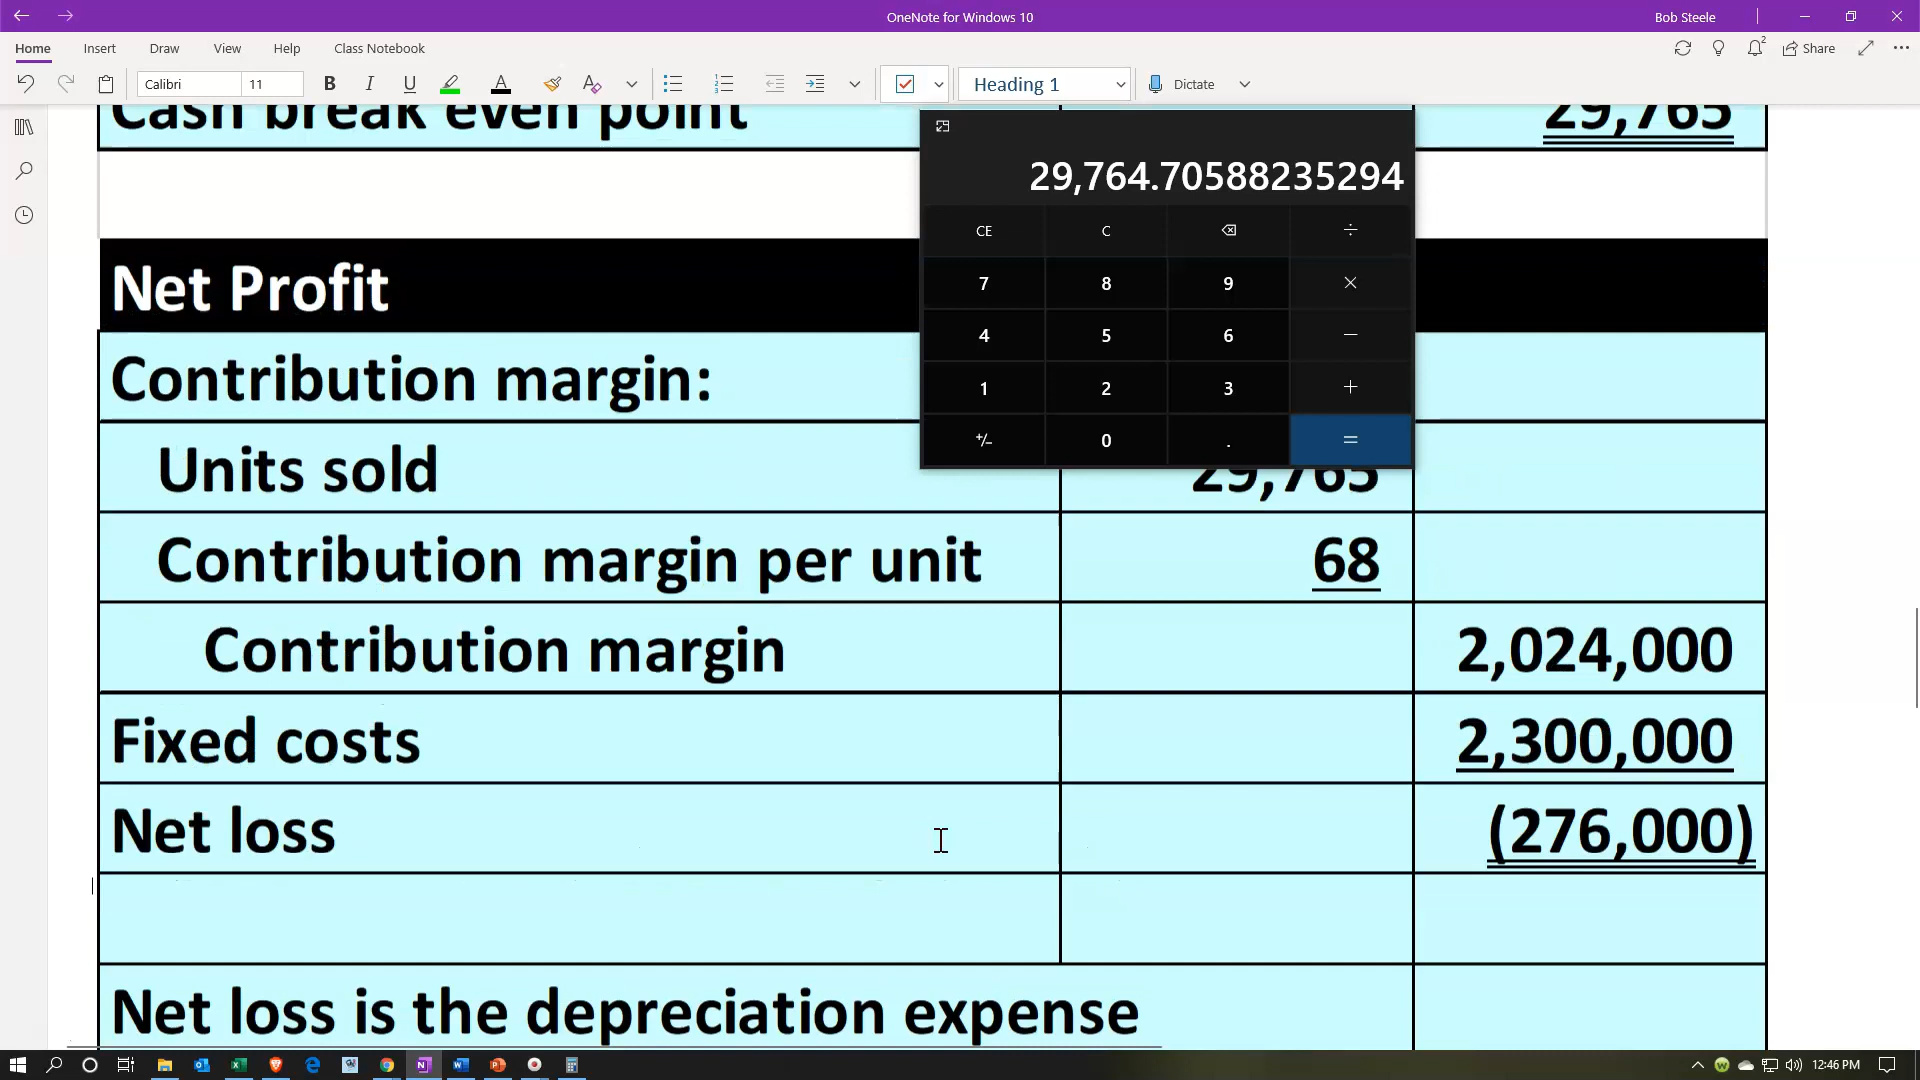 OneNote for Windows 10
Bob Steele
Home Insert Draw View Help Class Notebook
2 Share
Calibri 11 B I U A Heading 1 Dictate
Cash break even point 29,765
29,764.70588235294
CE C ÷
7 8 9 ×
4 5 6 −
1 2 3 +
+/− 0 . =
Net Profit
Contribution margin:
Units sold 29,765
Contribution margin per unit 68
Contribution margin 2,024,000
Fixed costs 2,300,000
Net loss (276,000)
Net loss is the depreciation expense
12:46 PM